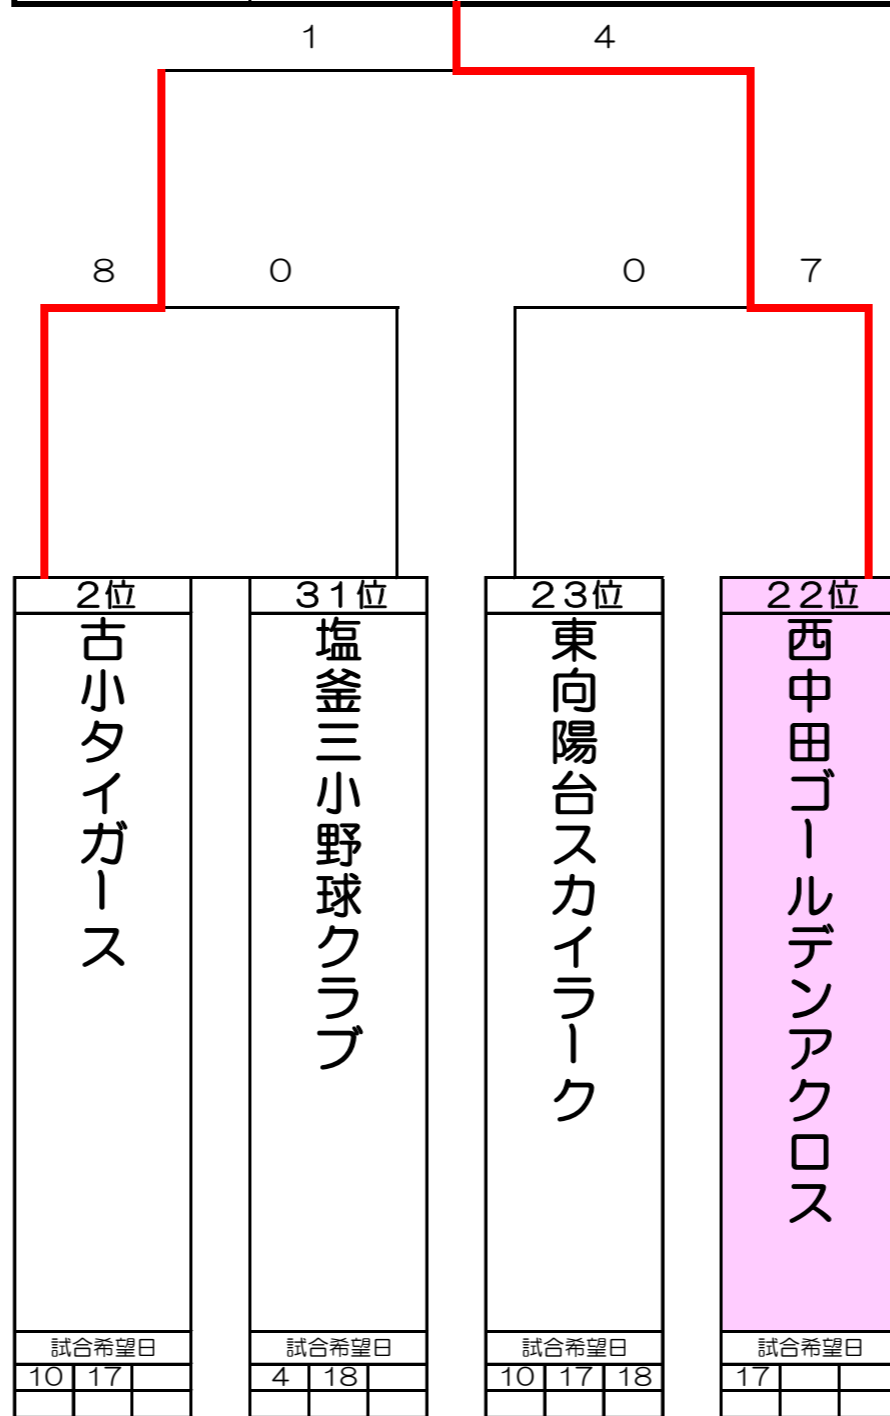 1 4
8 0 0 7
2位 31位 23位 22位
古小タイガース
塩釜三小野球クラブ
東向陽台スカイラーク
西中田ゴールデンアクロス
試合希望日 試合希望日 試合希望日 試合希望日
10 17 4 18 10 17 18 17